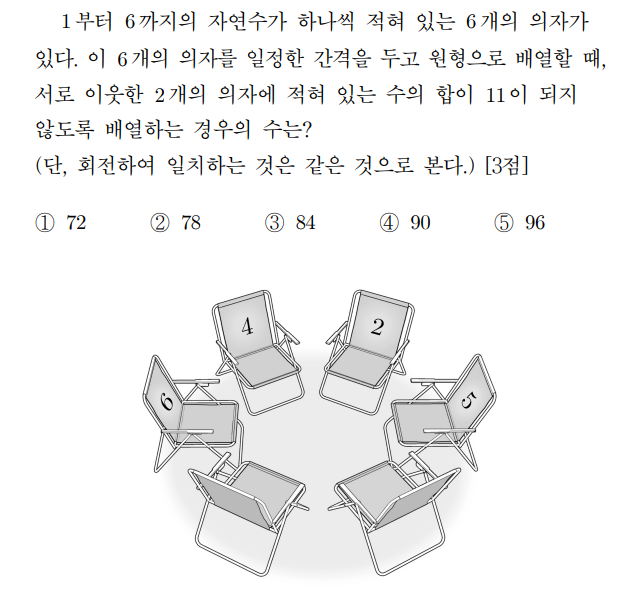 1부터 6까지의 자연수가 하나씩 적혀 있는 6개의 의자가
있다. 이 6개의 의자를 일정한 간격을 두고 원형으로 배열할 때,
서로 이웃한 2개의 의자에 적혀 있는 수의 합이 11이 되지
않도록 배열하는 경우의 수는?
(단, 회전하여 일치하는 것은 같은 것으로 본다.) [3점]
① 72 ② 78 ③ 84 ④ 90 ⑤ 96
4 2
6 5